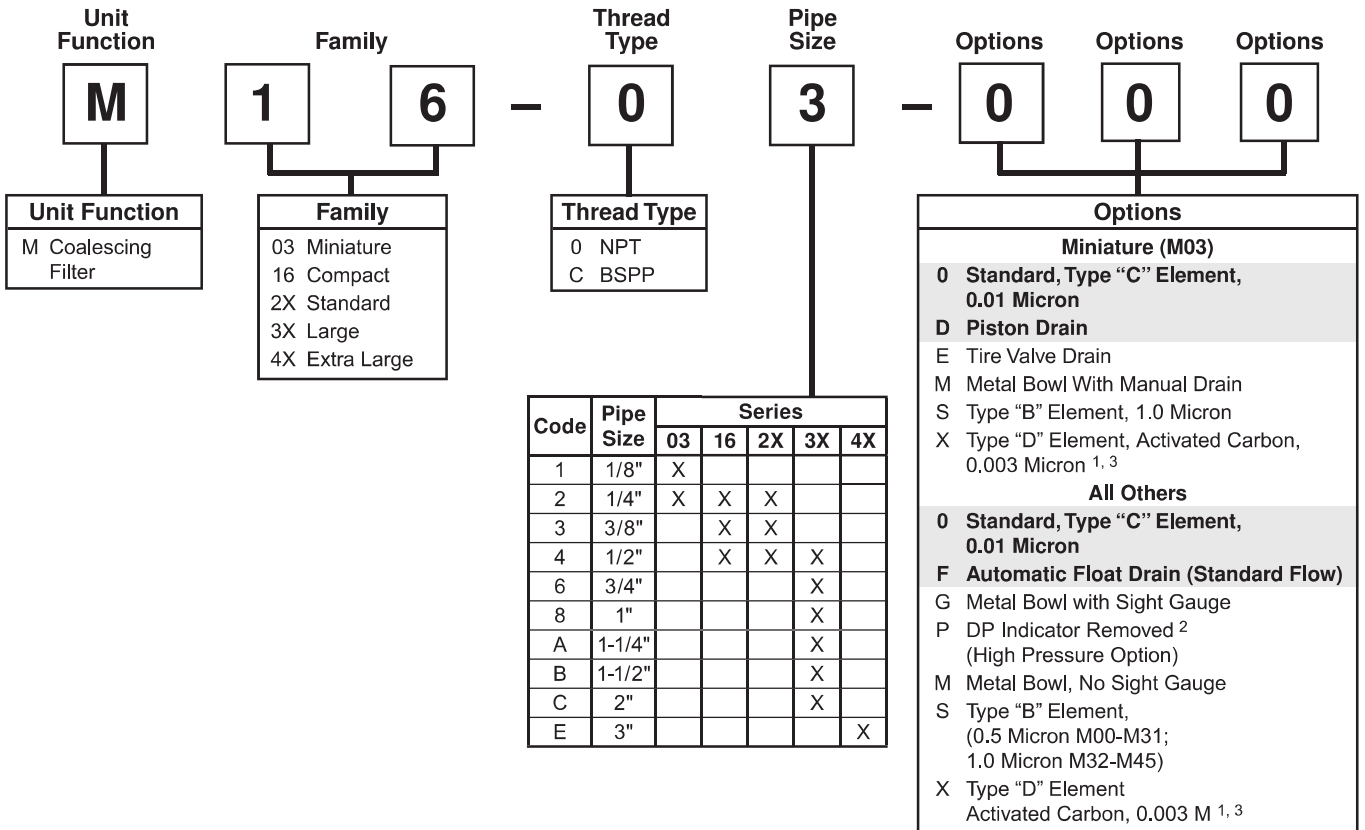 Unit Function
Family
Thread Type
Pipe Size
Options
Options
Options
M
1
6
–
0
3
–
0
0
0
Unit Function
M Coalescing
Filter
Family
03 Miniature
16 Compact
2X Standard
3X Large
4X Extra Large
Thread Type
0 NPT
C BSPP
Code Pipe Size Series
03 16 2X 3X 4X
1 1/8" X
2 1/4" X X X
3 3/8" X X
4 1/2" X X X
6 3/4" X
8 1" X
A 1-1/4" X
B 1-1/2" X
C 2" X
E 3" X
Options
Miniature (M03)
0 Standard, Type “C” Element,
0.01 Micron
D Piston Drain
E Tire Valve Drain
M Metal Bowl With Manual Drain
S Type “B” Element, 1.0 Micron
X Type “D” Element, Activated Carbon,
0.003 Micron 1, 3
All Others
0 Standard, Type “C” Element,
0.01 Micron
F Automatic Float Drain (Standard Flow)
G Metal Bowl with Sight Gauge
P DP Indicator Removed 2
(High Pressure Option)
M Metal Bowl, No Sight Gauge
S Type “B” Element,
(0.5 Micron M00-M31;
1.0 Micron M32-M45)
X Type “D” Element
Activated Carbon, 0.003 M 1, 3